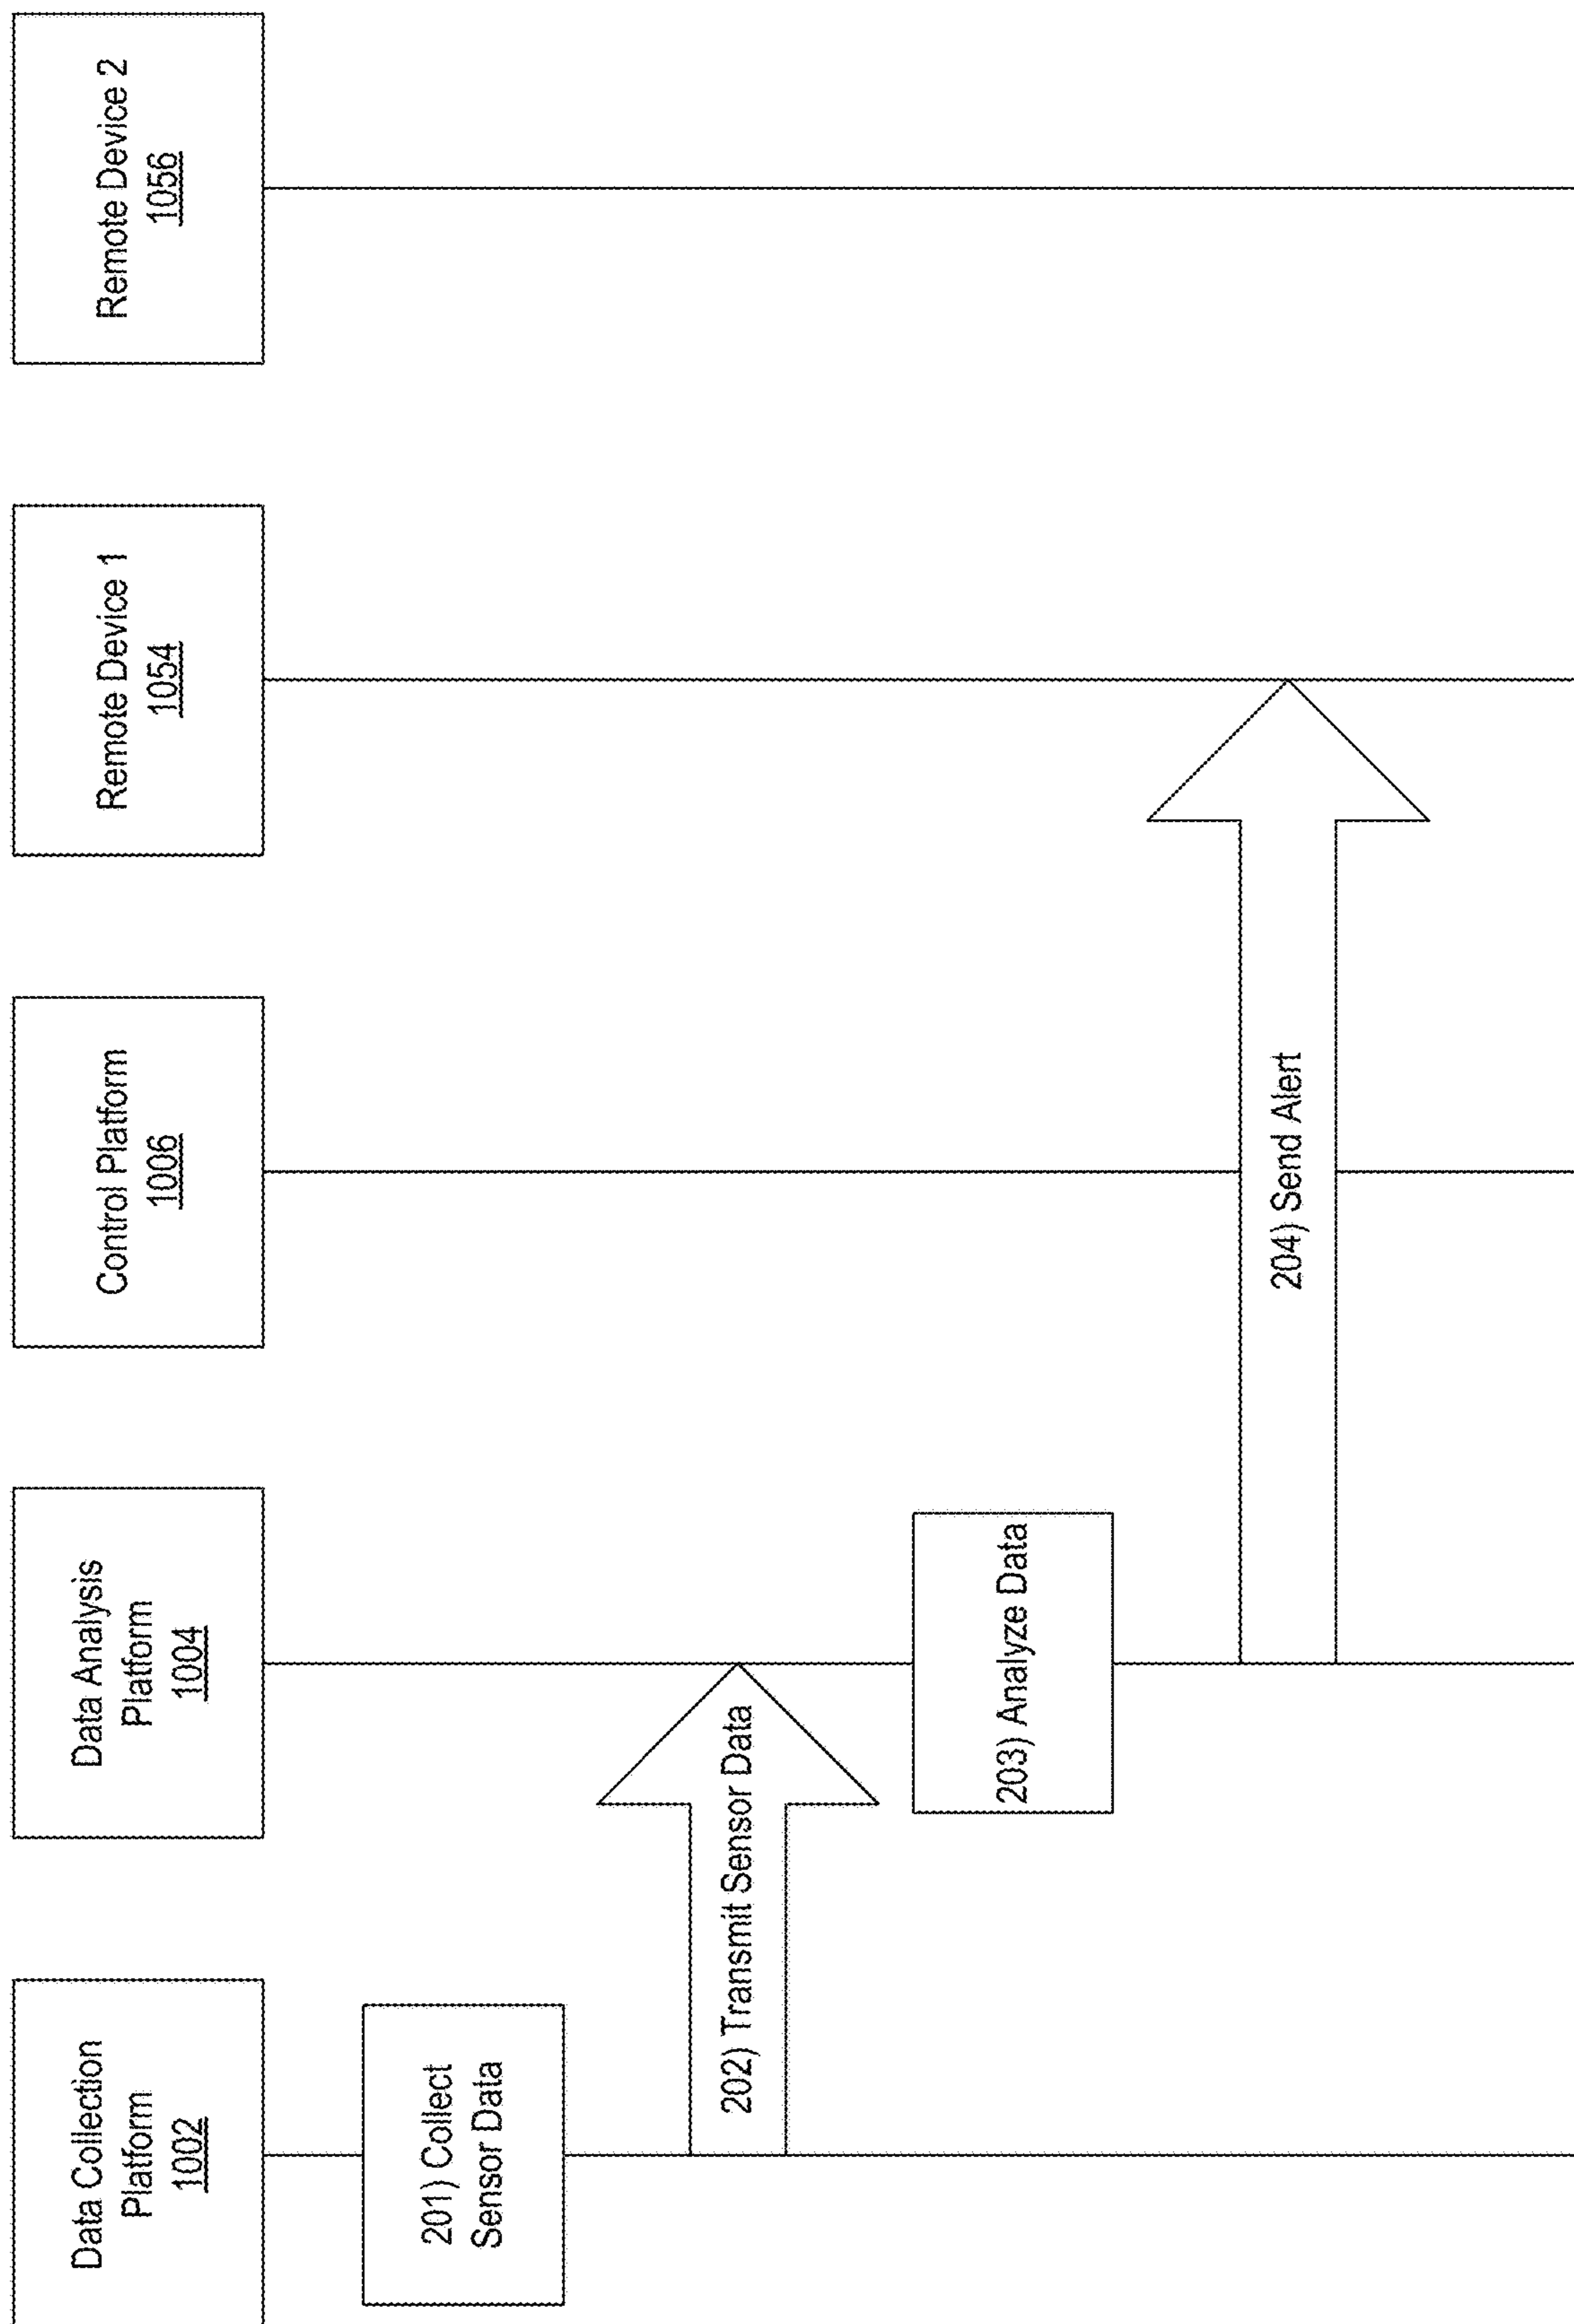 Data Collection
Platform
1002
Data Analysis
Platform
1004
Control Platform
1006
Remote Device 1
1054
Remote Device 2
1056
201) Collect
Sensor Data
202) Transmit Sensor Data
203) Analyze Data
204) Send Alert